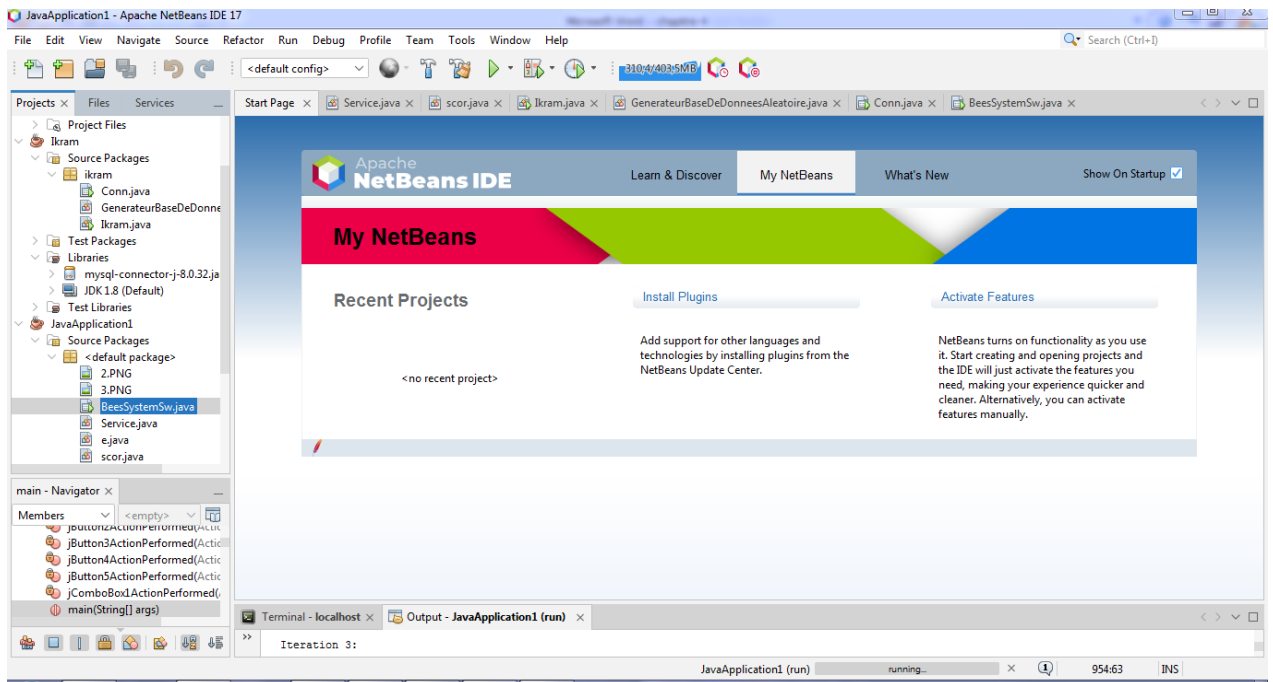 JavaApplication1 - Apache NetBeans IDE 17
File Edit View Navigate Source Refactor Run Debug Profile Team Tools Window Help
Search (Ctrl+I)
<default config>
310,4/403,5MB
Projects Files Services
Start Page Service.java scor.java Ikram.java GenerateurBaseDeDonneesAleatoire.java Conn.java BeesSystemSw.java
Project Files
Ikram
Source Packages
ikram
Conn.java
GenerateurBaseDeDonne
Ikram.java
Test Packages
Libraries
mysql-connector-j-8.0.32.ja
JDK 1.8 (Default)
Test Libraries
JavaApplication1
Source Packages
<default package>
2.PNG
3.PNG
BeesSystemSw.java
Service.java
e.java
scor.java
Apache
NetBeans IDE
Learn & Discover
My NetBeans
What's New
Show On Startup
My NetBeans
Recent Projects
<no recent project>
Install Plugins
Add support for other languages and
technologies by installing plugins from the
NetBeans Update Center.
Activate Features
NetBeans turns on functionality as you use
it. Start creating and opening projects and
the IDE will just activate the features you
need, making your experience quicker and
cleaner. Alternatively, you can activate
features manually.
main - Navigator
Members <empty>
jButton2ActionPerformed(Actic
jButton3ActionPerformed(Actic
jButton4ActionPerformed(Actic
jButton5ActionPerformed(Actic
jComboBox1ActionPerformed(
main(String[] args)
Terminal - localhost Output - JavaApplication1 (run)
Iteration 3:
JavaApplication1 (run) running... 1 954:63 INS